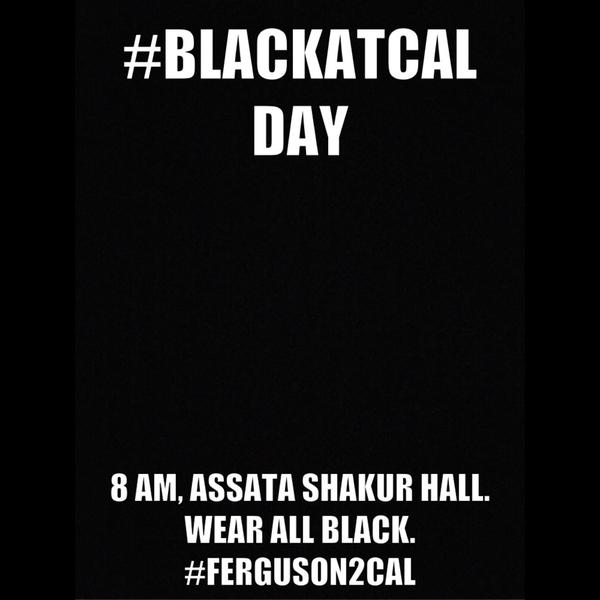 #BLACKATCAL
DAY
8 AM, ASSATA SHAKUR HALL.
WEAR ALL BLACK.
#FERGUSON2CAL